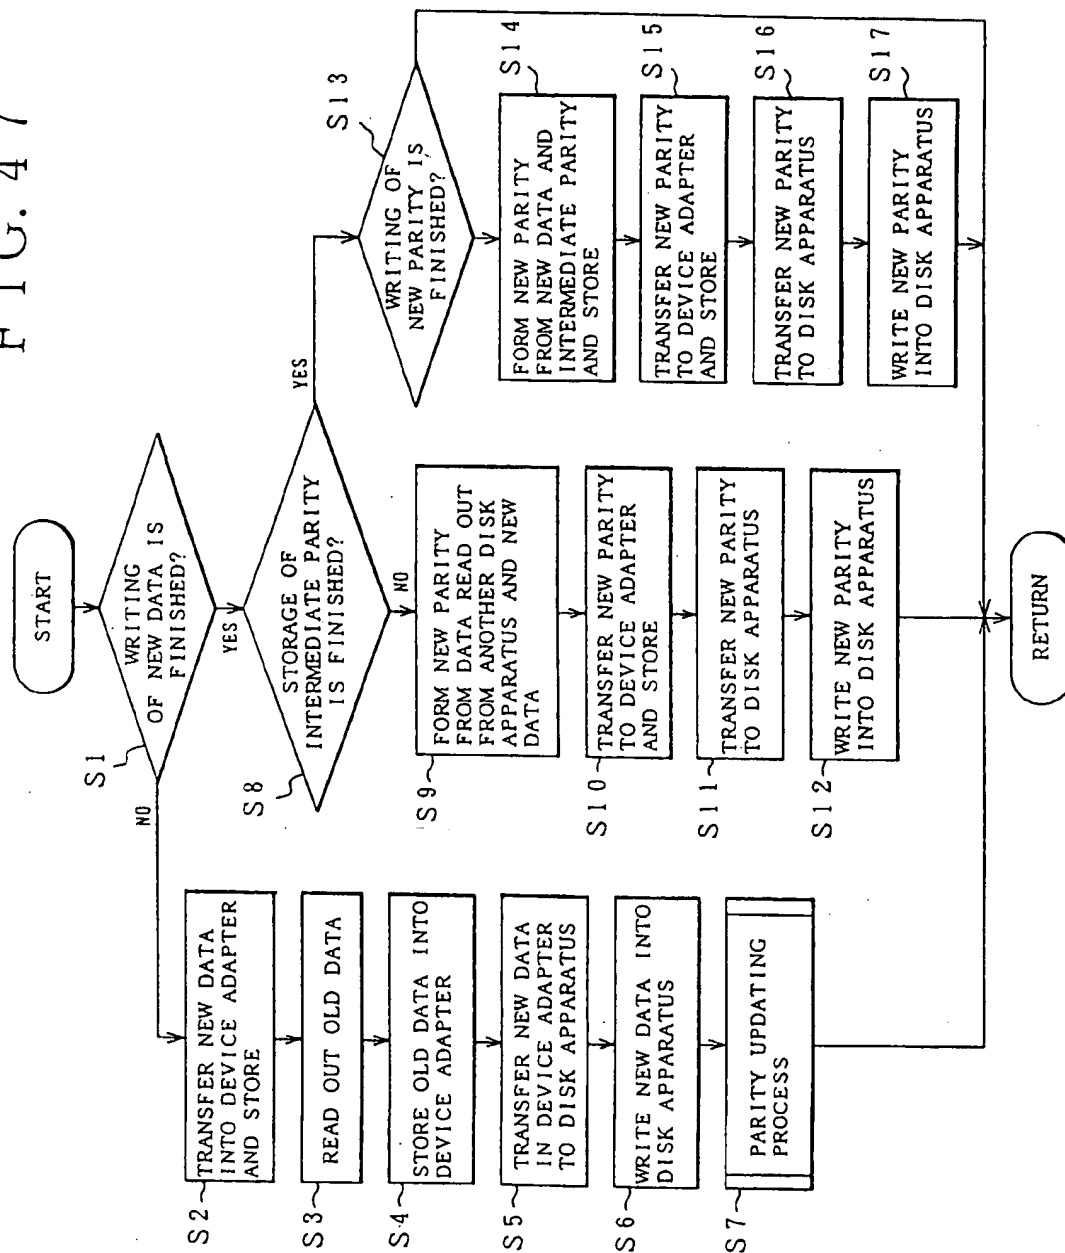 FIG. 47
START
S1
WRITING
OF NEW DATA IS
FINISHED?
NO
YES
S2
TRANSFER NEW DATA
INTO DEVICE ADAPTER
AND STORE
S3
READ OUT OLD DATA
S4
STORE OLD DATA INTO
DEVICE ADAPTER
S5
TRANSFER NEW DATA
IN DEVICE ADAPTER
TO DISK APPARATUS
S6
WRITE NEW DATA INTO
DISK APPARATUS
S7
PARITY UPDATING
PROCESS
S8
STORAGE OF
INTERMEDIATE PARITY
IS FINISHED?
YES
NO
S9
FORM NEW PARITY
FROM DATA READ OUT
FROM ANOTHER DISK
APPARATUS AND NEW
DATA
S10
TRANSFER NEW PARITY
TO DEVICE ADAPTER
AND STORE
S11
TRANSFER NEW PARITY
TO DISK APPARATUS
S12
WRITE NEW PARITY
INTO DISK APPARATUS
S13
WRITING OF
NEW PARITY IS
FINISHED?
S14
FORM NEW PARITY
FROM NEW DATA AND
INTERMEDIATE PARITY
AND STORE
S15
TRANSFER NEW PARITY
TO DEVICE ADAPTER
AND STORE
S16
TRANSFER NEW PARITY
TO DISK APPARATUS
S17
WRITE NEW PARITY
INTO DISK APPARATUS
RETURN